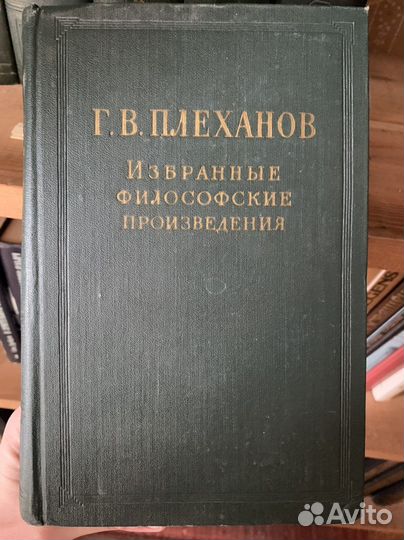 Г. В. ПЛЕХАНОВ
ИЗБРАННЫЕ
ФИЛОСОФСКИЕ
ПРОИЗВЕДЕНИЯ
Avito